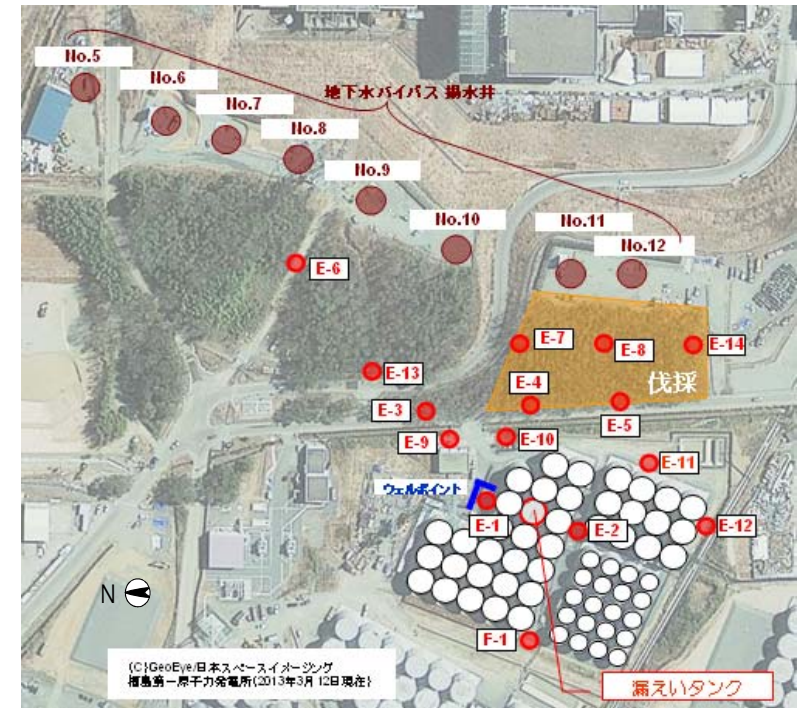 No.5
No.6
No.7
No.8
地下水バイパス 揚水井
No.9
No.10
No.11
No.12
E-6
E-7
E-8
E-14
E-13
伐採
E-4
E-3
E-5
E-9
E-10
E-11
ウェルポイント
E-1
E-2
E-12
N
F-1
(C)GeoEye/日本スペースイメージング
福島第一原子力発電所(2013年3月12日現在)
漏えいタンク